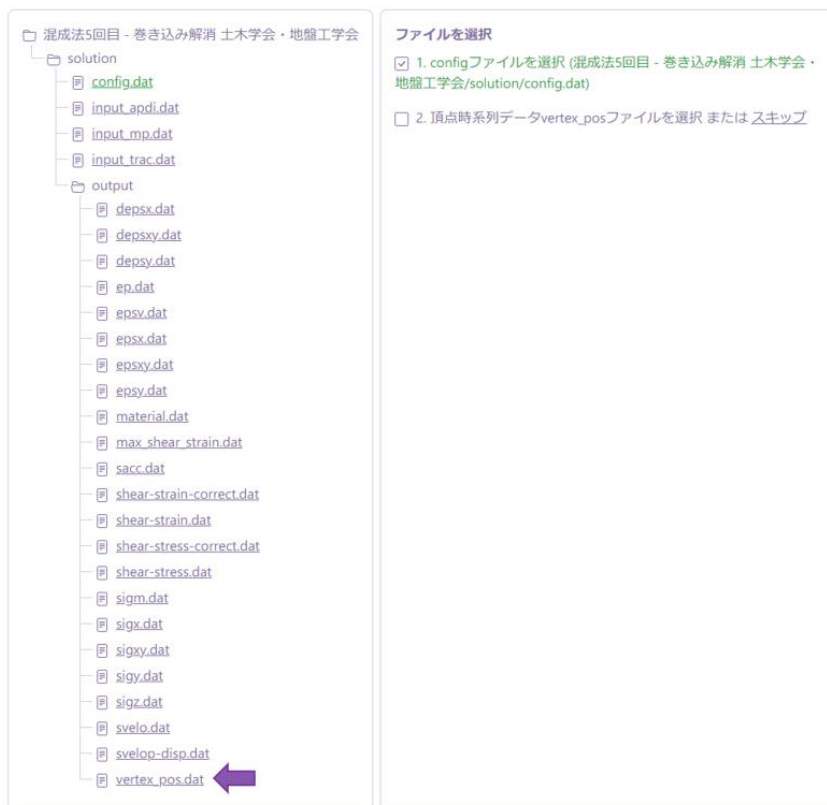 混成法5回目 - 巻き込み解消 土木学会・地盤工学会
solution
config.dat
input_apdi.dat
input_mp.dat
input_trac.dat
output
depsx.dat
depsxy.dat
depsy.dat
ep.dat
epsv.dat
epsx.dat
epsxy.dat
epsy.dat
material.dat
max_shear_strain.dat
sacc.dat
shear-strain-correct.dat
shear-strain.dat
shear-stress-correct.dat
shear-stress.dat
sigm.dat
sigx.dat
sigxy.dat
sigy.dat
sigz.dat
svelo.dat
svelop-disp.dat
vertex_pos.dat
ファイルを選択
1. configファイルを選択 (混成法5回目 - 巻き込み解消 土木学会・
地盤工学会/solution/config.dat)
2. 頂点時系列データvertex_posファイルを選択 または スキップ